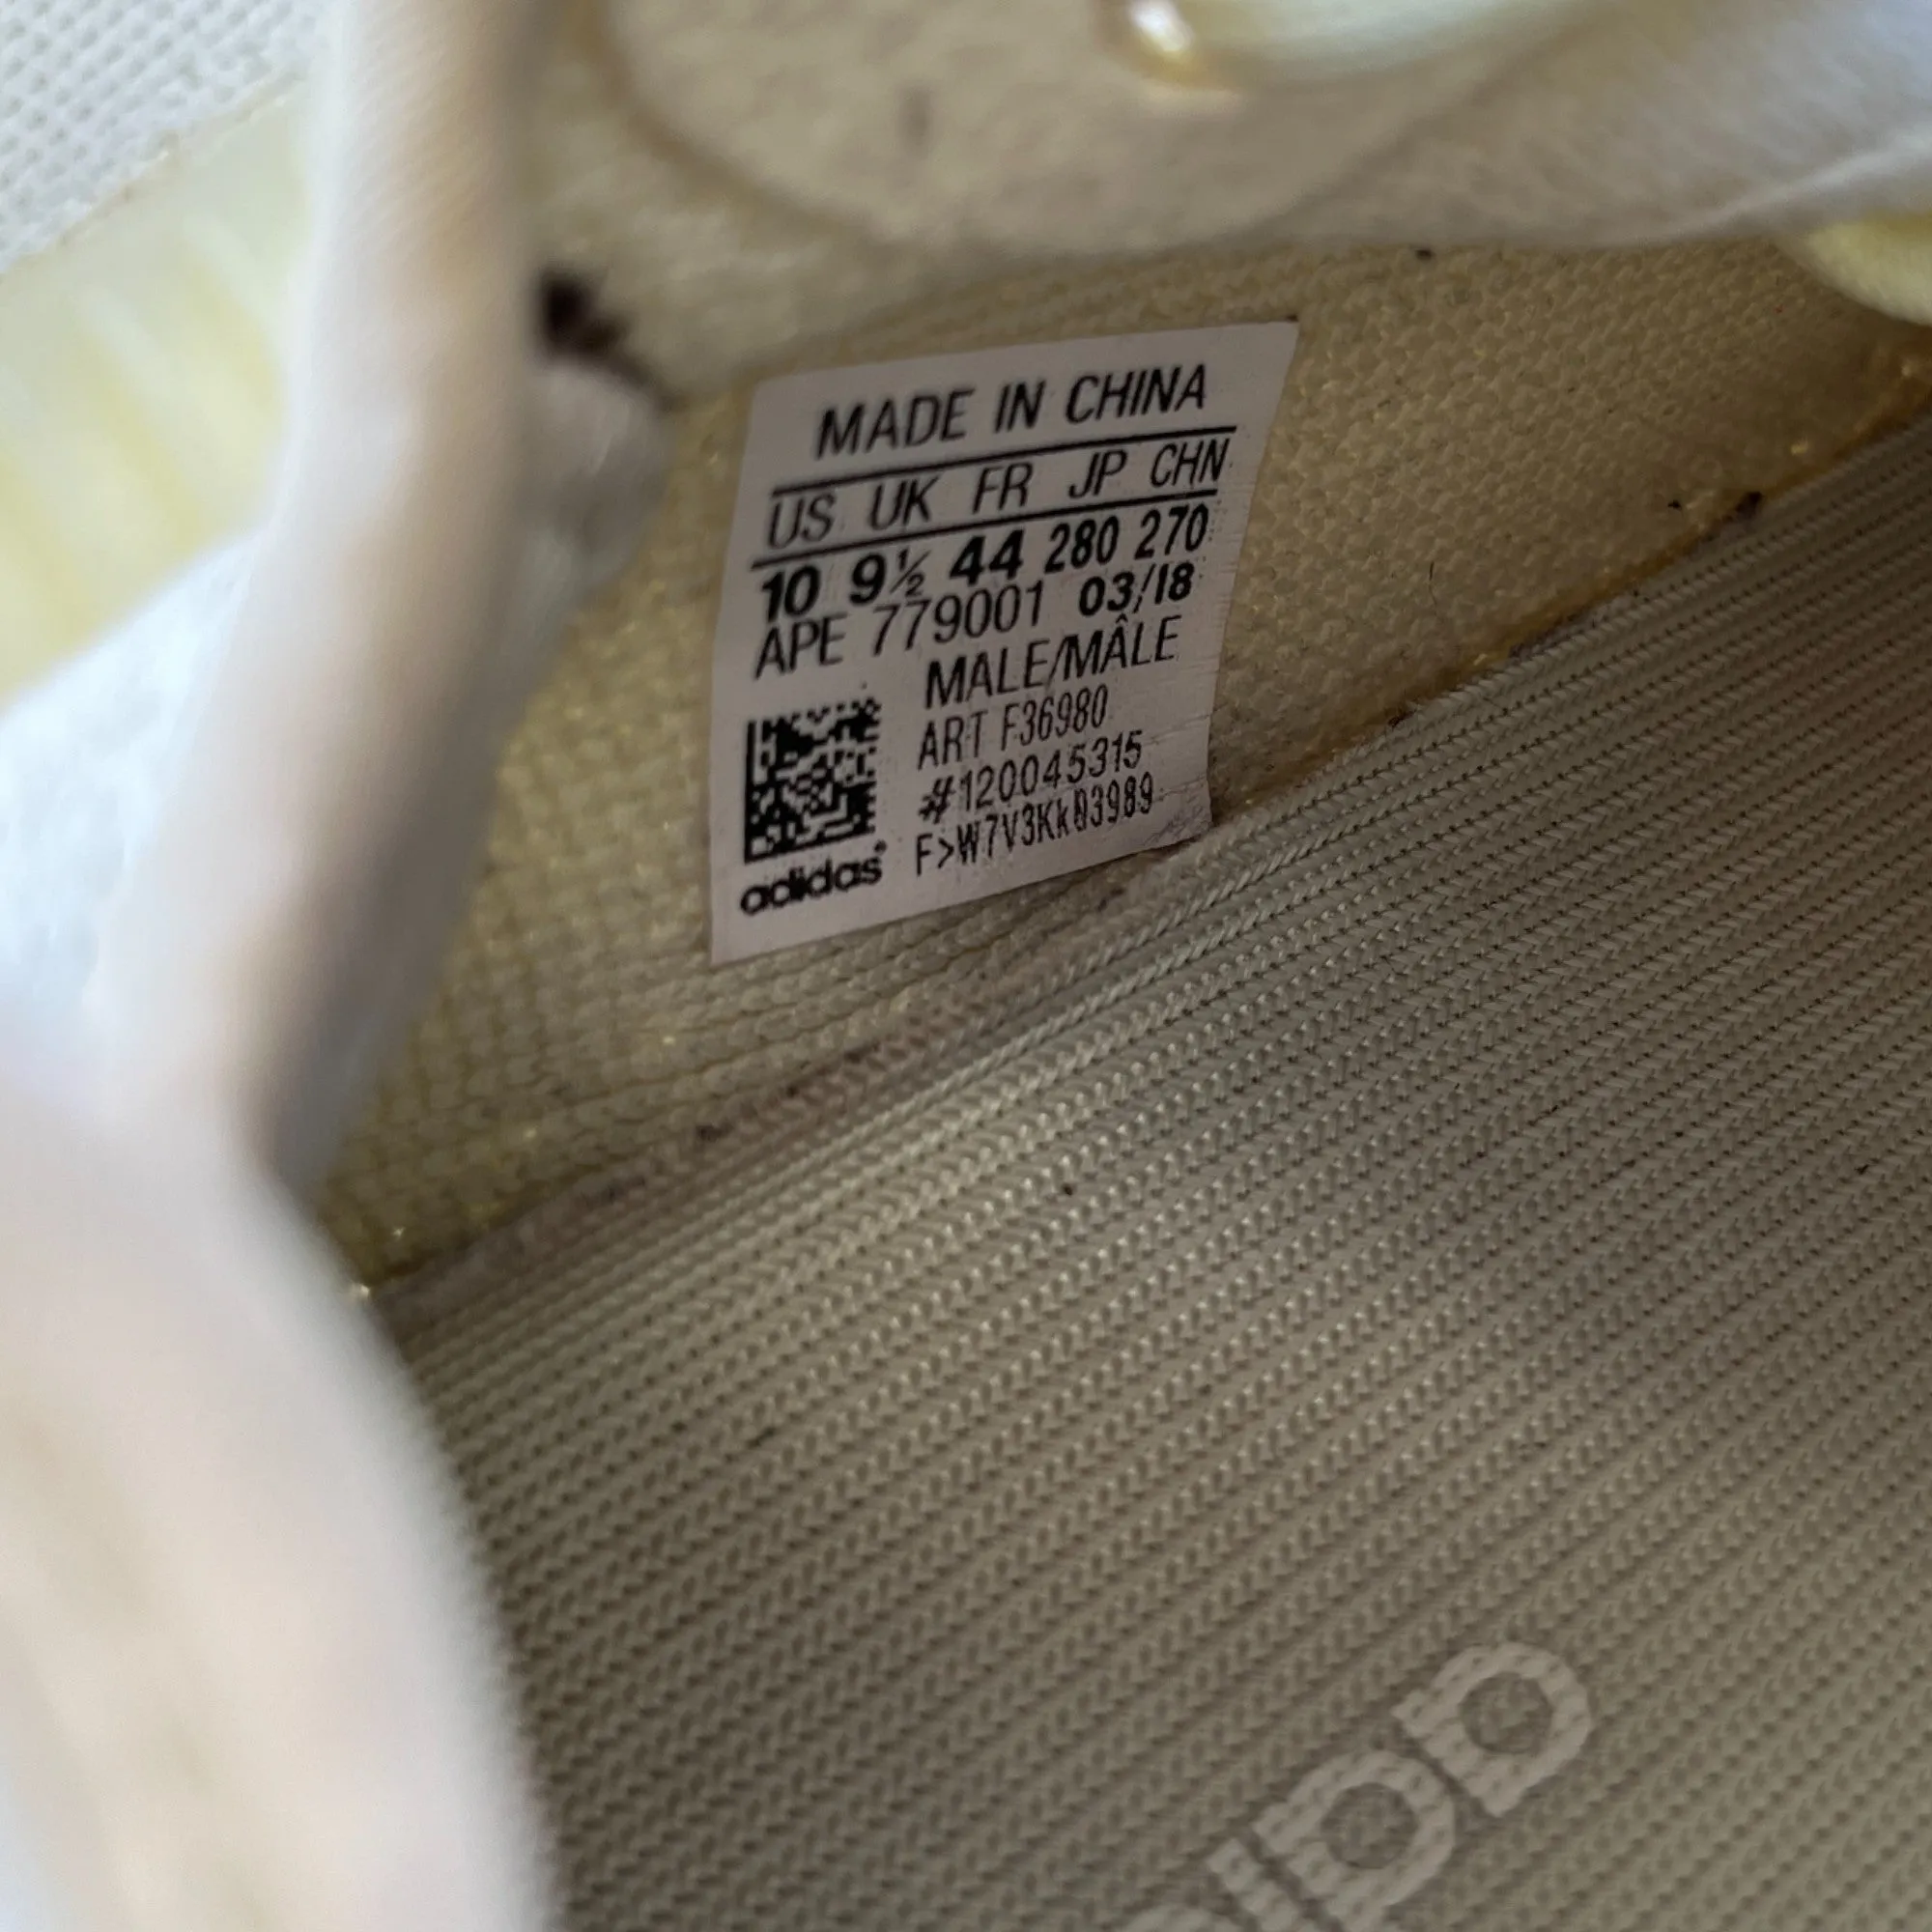 MADE IN CHINA
US UK FR JP CHN
10 9½ 44 280 270
APE 779001 03/18
MALE/MÂLE
ART F36980
#120045315
adidas